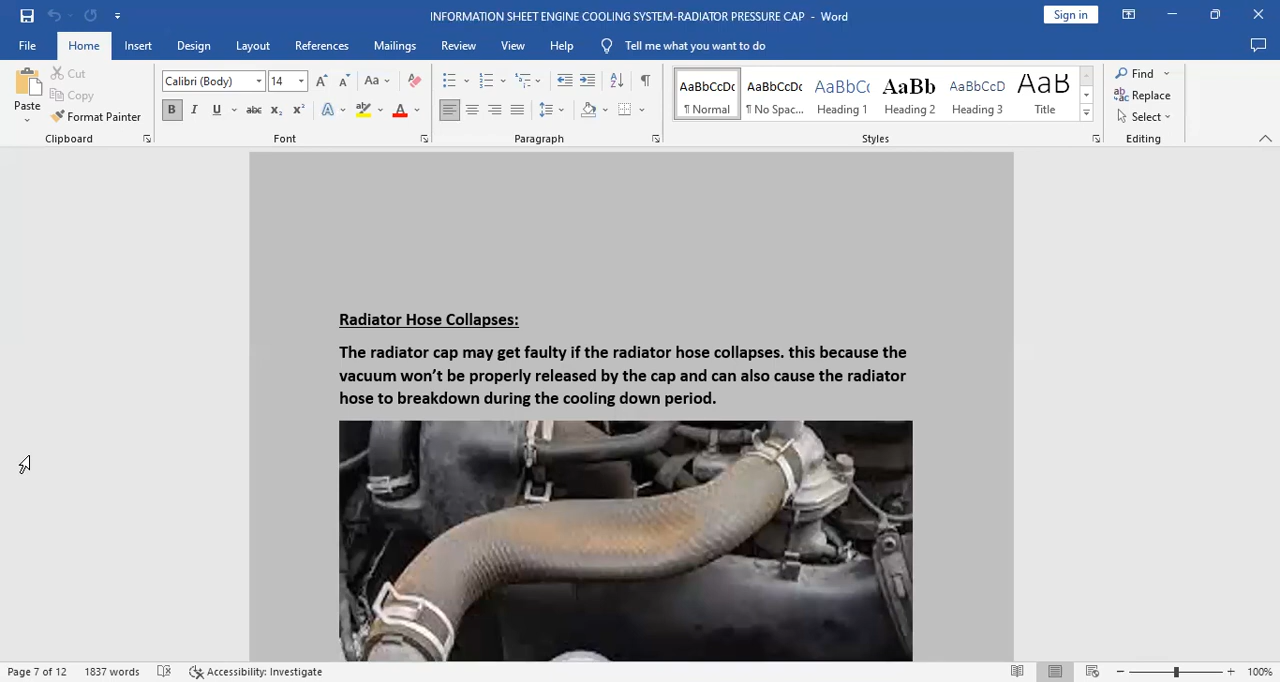 INFORMATION SHEET ENGINE COOLING SYSTEM-RADIATOR PRESSURE CAP - Word
Sign in
File Home Insert Design Layout References Mailings Review View Help Tell me what you want to do
Paste
Cut
Copy
Format Painter
Clipboard
Calibri (Body) 14
Font
Paragraph
AaBbCcDc ¶ Normal
AaBbCcDc ¶ No Spac...
AaBbCc Heading 1
AaBb Heading 2
AaBbCcD Heading 3
AaB Title
Styles
Find
Replace
Select
Editing
Radiator Hose Collapses:
The radiator cap may get faulty if the radiator hose collapses. this because the
vacuum won’t be properly released by the cap and can also cause the radiator
hose to breakdown during the cooling down period.
Page 7 of 12 1837 words Accessibility: Investigate 100%